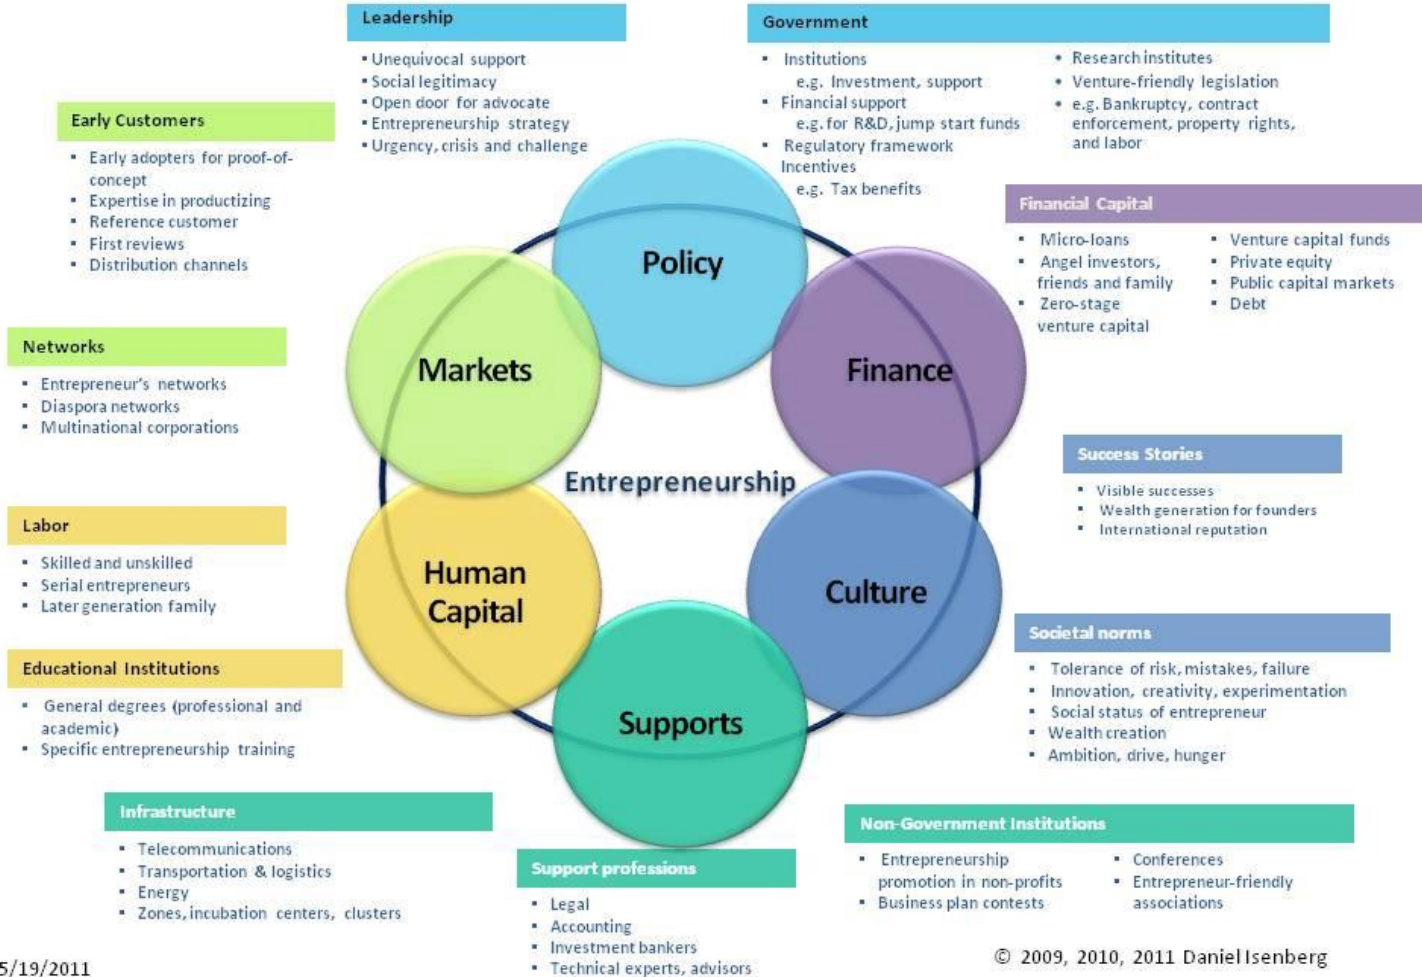 Leadership
▪ Unequivocal support
▪ Social legitimacy
▪ Open door for advocate
▪ Entrepreneurship strategy
▪ Urgency, crisis and challenge
Government
▪ Institutions
e.g. Investment, support
▪ Financial support
e.g. for R&D, jump start funds
▪ Regulatory framework
Incentives
e.g. Tax benefits
• Research institutes
• Venture-friendly legislation
• e.g. Bankruptcy, contract
enforcement, property rights,
and labor
Early Customers
▪ Early adopters for proof-of-
concept
▪ Expertise in productizing
▪ Reference customer
▪ First reviews
▪ Distribution channels
Financial Capital
▪ Micro-loans
▪ Angel investors,
friends and family
▪ Zero-stage
venture capital
▪ Venture capital funds
▪ Private equity
▪ Public capital markets
▪ Debt
Policy
Markets
Finance
Networks
▪ Entrepreneur's networks
▪ Diaspora networks
▪ Multinational corporations
Entrepreneurship
Success Stories
▪ Visible successes
▪ Wealth generation for founders
▪ International reputation
Labor
▪ Skilled and unskilled
▪ Serial entrepreneurs
▪ Later generation family
Human
Capital
Culture
Societal norms
▪ Tolerance of risk, mistakes, failure
▪ Innovation, creativity, experimentation
▪ Social status of entrepreneur
▪ Wealth creation
▪ Ambition, drive, hunger
Educational Institutions
▪ General degrees (professional and
academic)
▪ Specific entrepreneurship training
Supports
Infrastructure
▪ Telecommunications
▪ Transportation & logistics
▪ Energy
▪ Zones, incubation centers, clusters
Support professions
▪ Legal
▪ Accounting
▪ Investment bankers
▪ Technical experts, advisors
Non-Government Institutions
▪ Entrepreneurship
promotion in non-profits
▪ Business plan contests
▪ Conferences
▪ Entrepreneur-friendly
associations
5/19/2011
© 2009, 2010, 2011 Daniel Isenberg